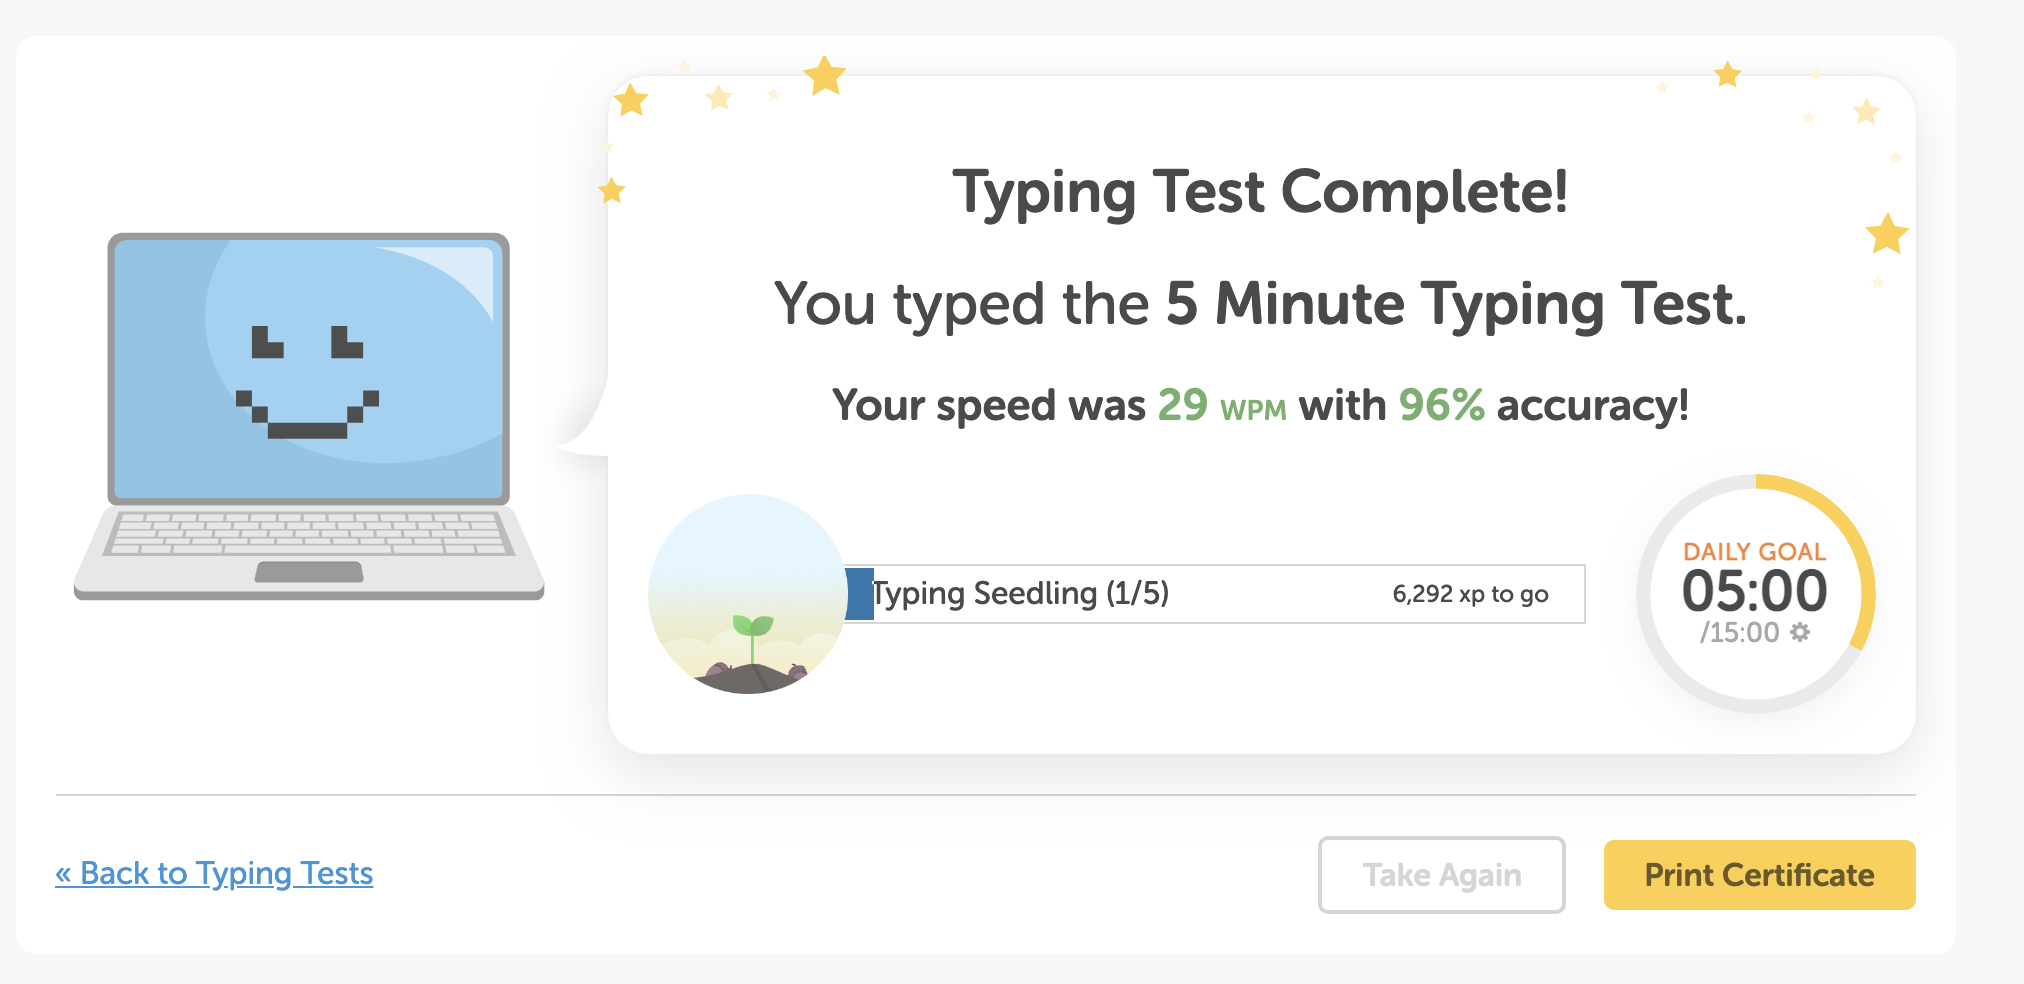 Typing Test Complete!
You typed the 5 Minute Typing Test.
Your speed was 29 WPM with 96% accuracy!
Typing Seedling (1/5) 6,292 xp to go
DAILY GOAL
05:00
/15:00
« Back to Typing Tests
Take Again
Print Certificate